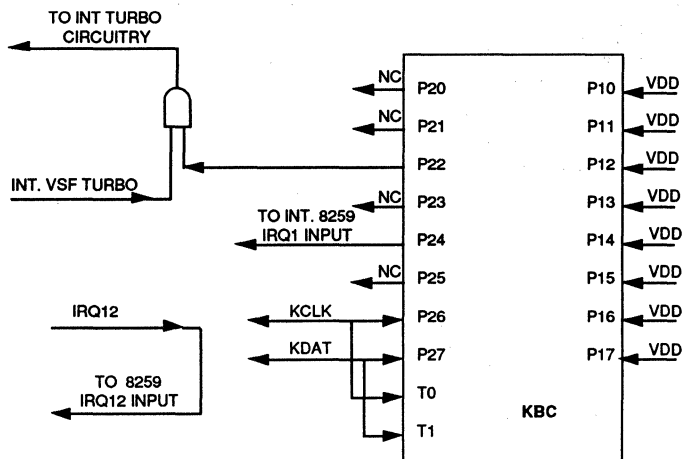 TO INT TURBO
CIRCUITRY
NC P20 P10 VDD
NC P21 P11 VDD
P22 P12 VDD
INT. VSF TURBO
NC P23 P13 VDD
TO INT. 8259
IRQ1 INPUT
P24 P14 VDD
NC P25 P15 VDD
IRQ12
KCLK P26 P16 VDD
KDAT P27 P17 VDD
TO 8259
IRQ12 INPUT
T0
KBC
T1